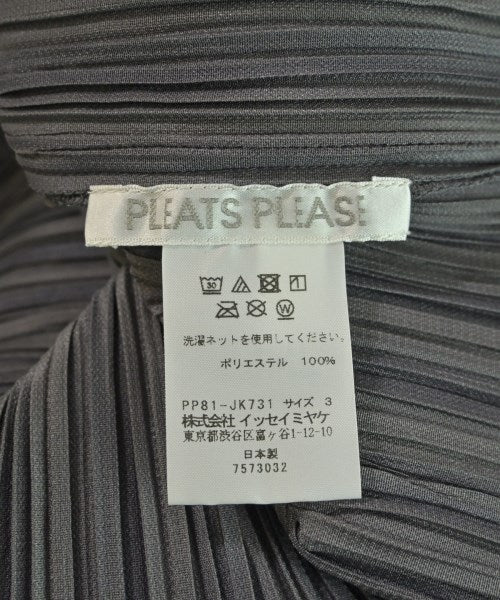 PLEATS PLEASE
30
W
洗濯ネットを使用してください。
ポリエステル 100%
PP81-JK731 サイズ 3
株式会社 イッセイミヤケ
東京都渋谷区富ヶ谷1-12-10
日本製
7573032